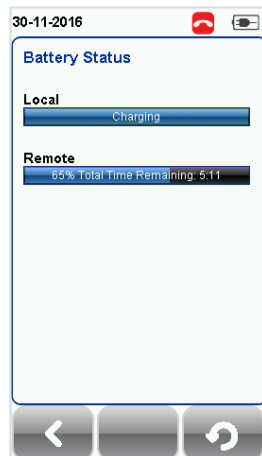 30-11-2016
Battery Status
Local
Charging
Remote
65% Total Time Remaining: 5:11